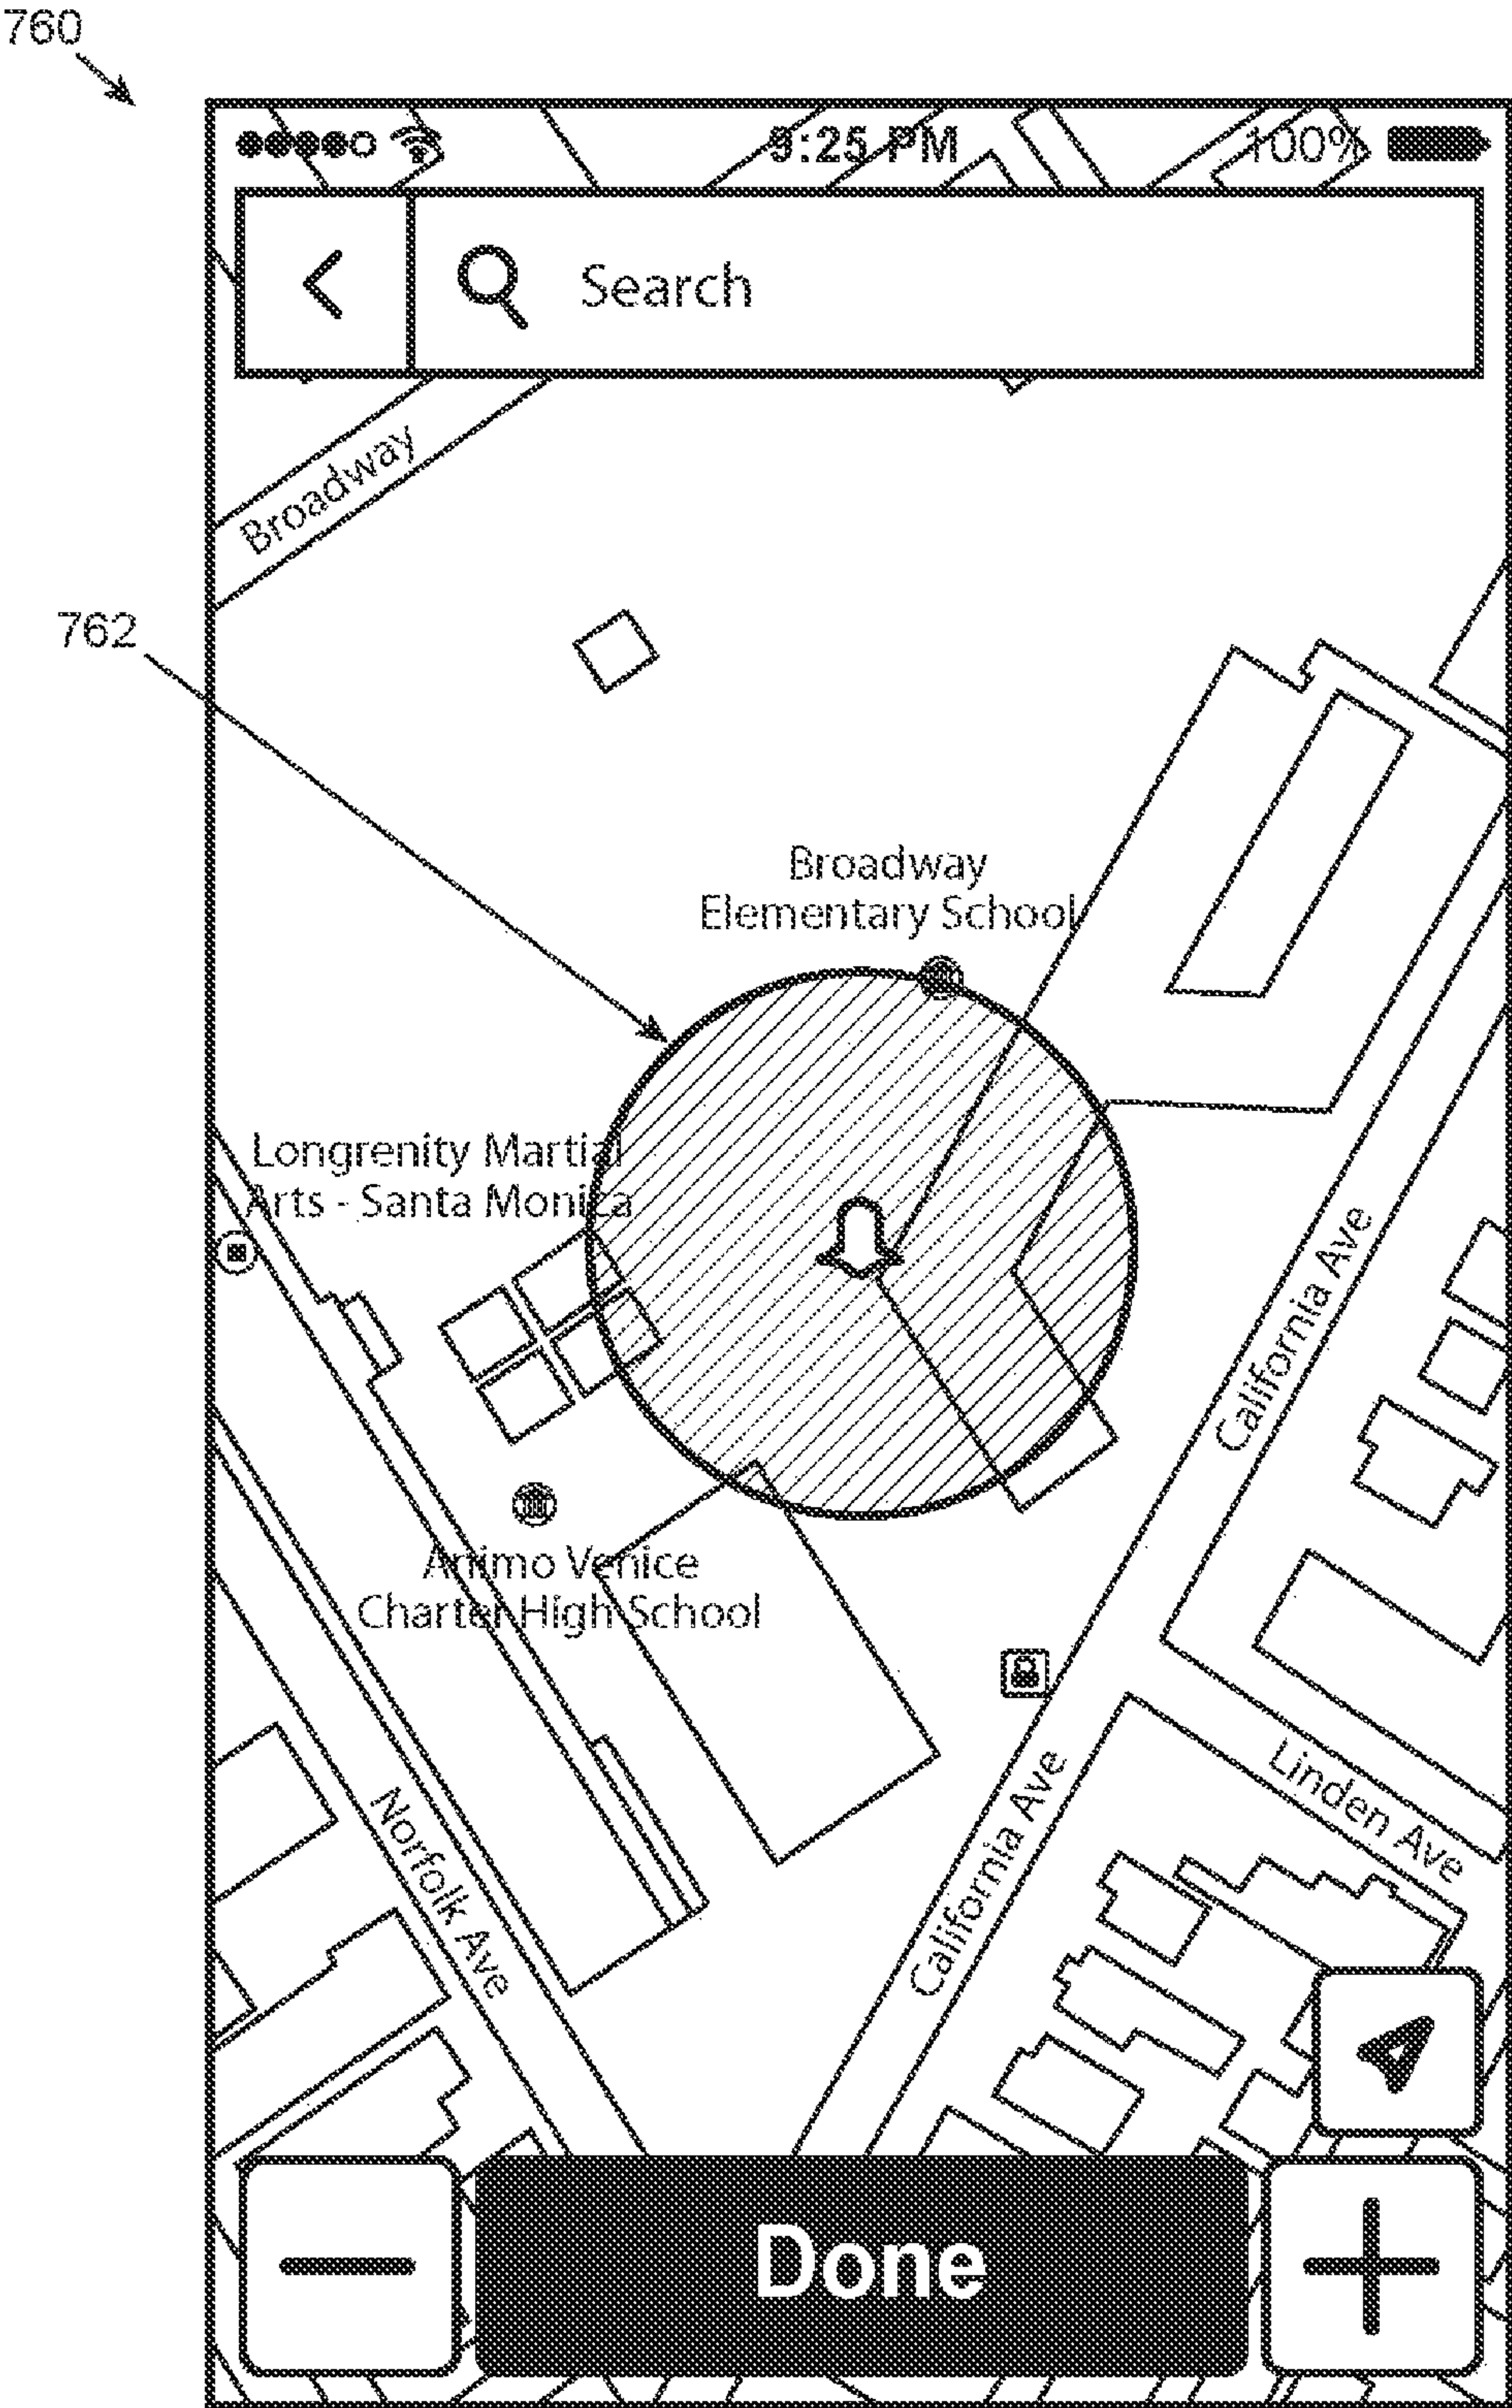 760
9:25 PM
100%
Search
Broadway
762
Broadway
Elementary School
Longrenity Martial
Arts - Santa Monica
California Ave
Animo Venice
Charter High School
Linden Ave
Norfolk Ave
California Ave
Done